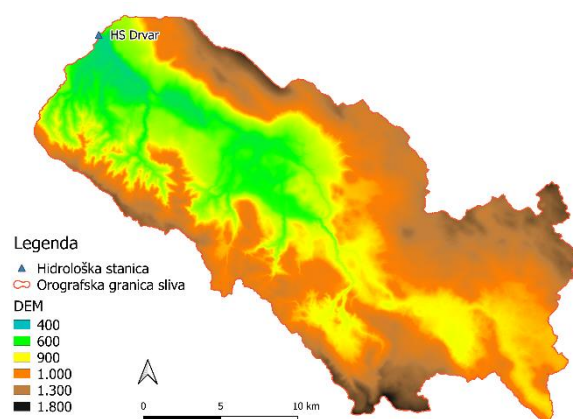 HS Drvar
Legenda
Hidrološka stanica
Orografska granica sliva
DEM
400
600
900
1.000
1.300
1.800
0 5 10 km